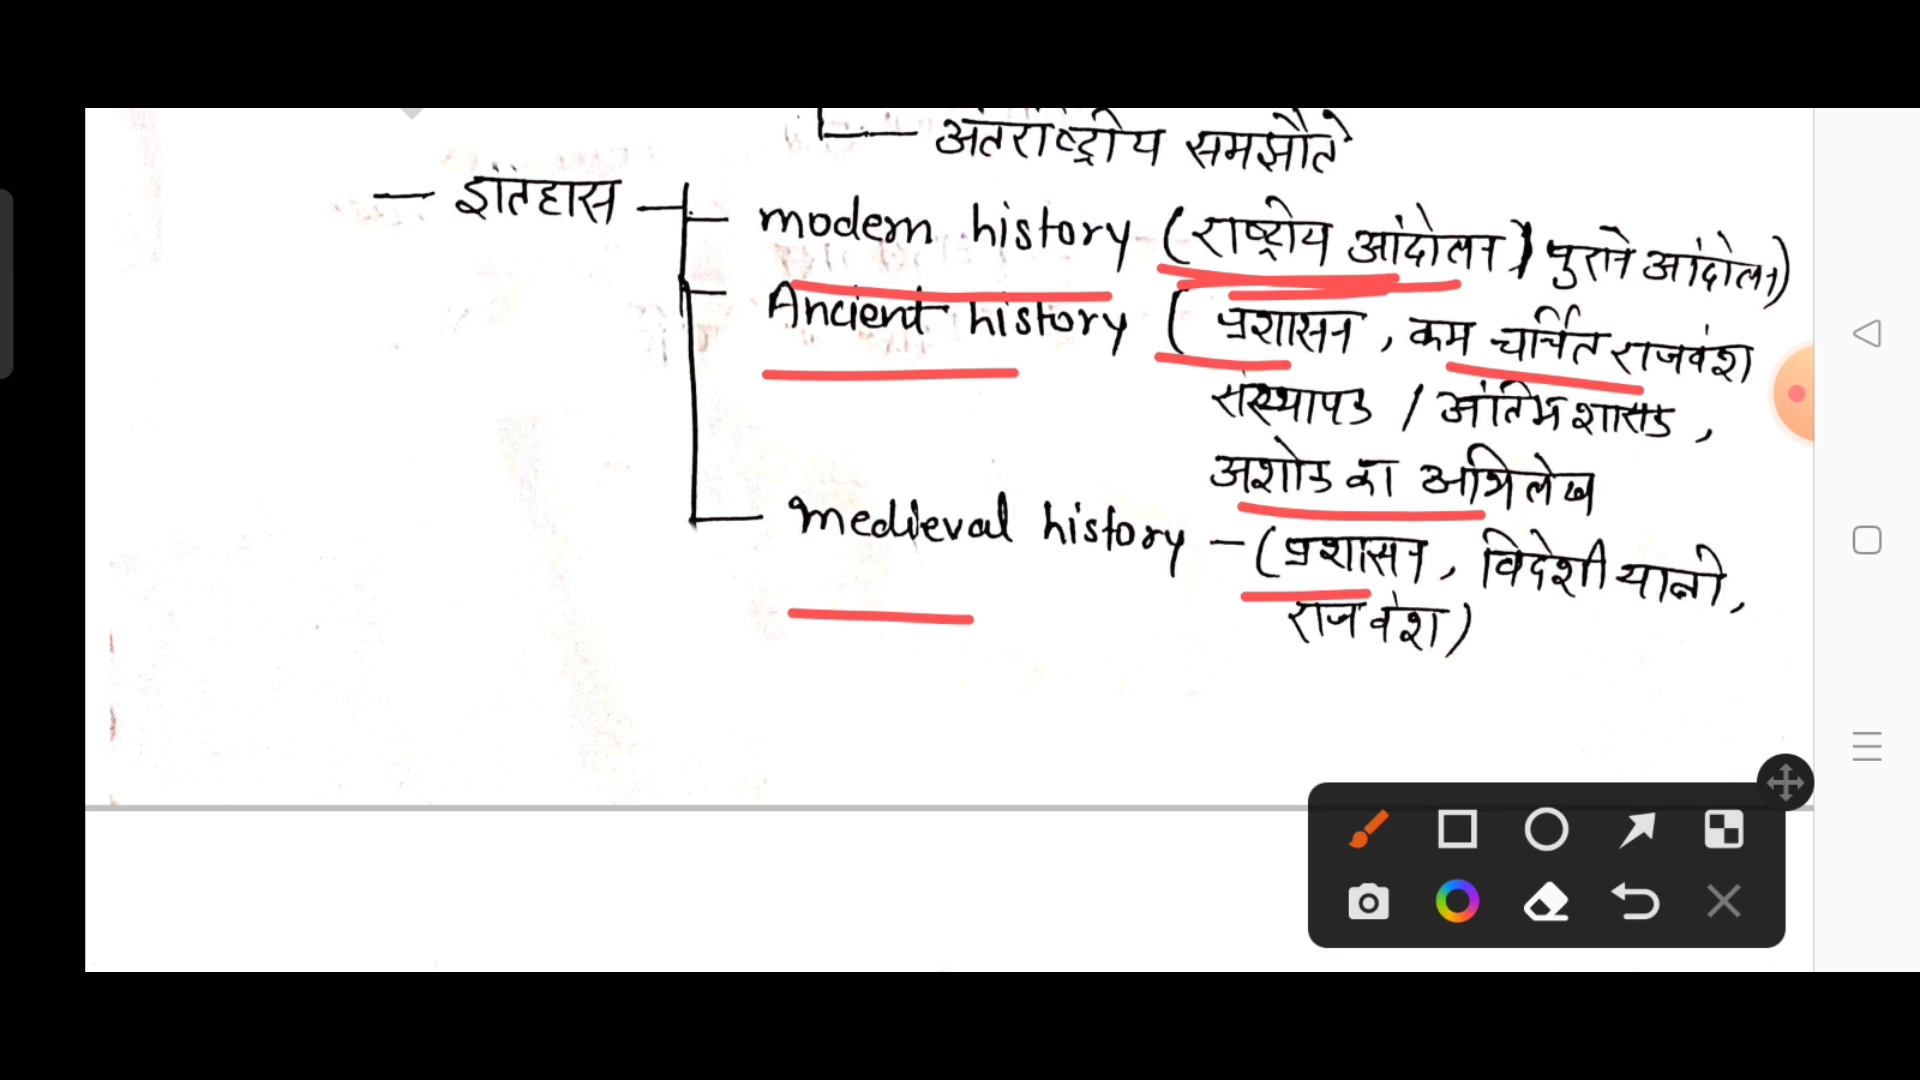 अंतर्राष्ट्रीय समझौते
— इतिहास — modern history (राष्ट्रीय आंदोलन) पुराने आंदोलन)
Ancient history ( प्रशासन , कम चर्चित राजवंश
संस्थापक / अंतिम शासक ,
अशोक का अभिलेख
medieval history – (प्रशासन , विदेशी यात्री,
राजवंश)